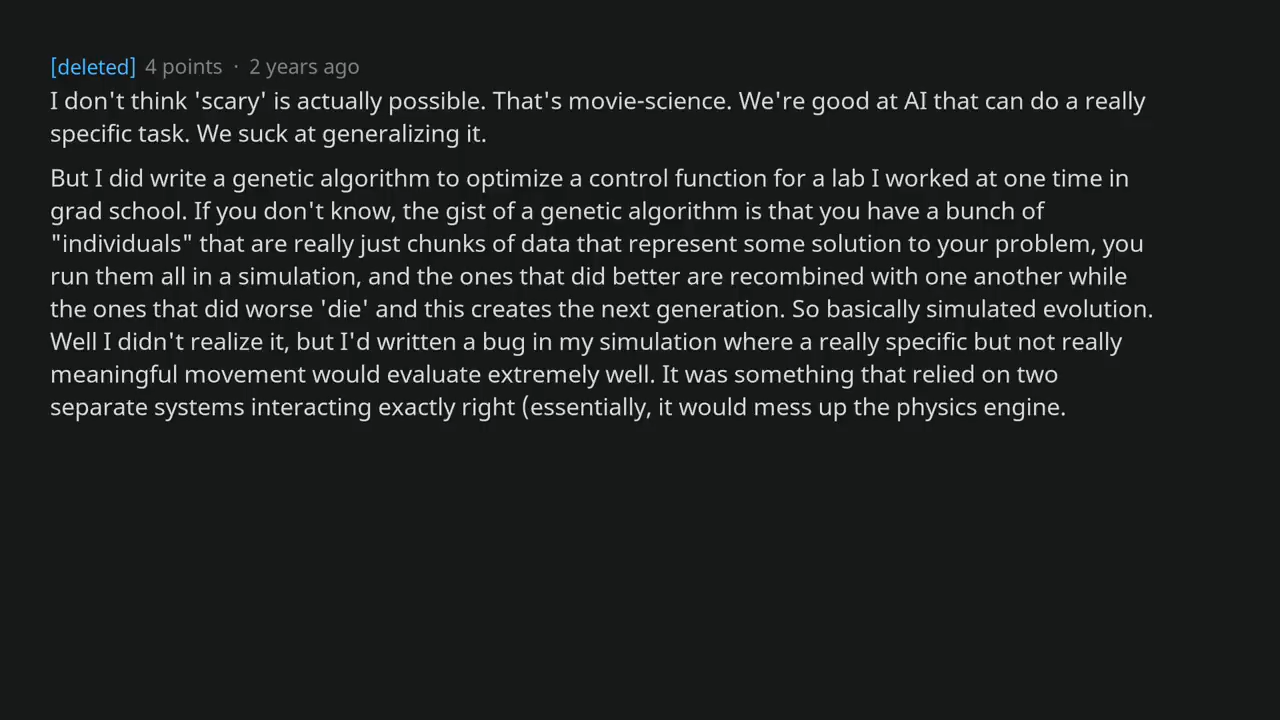 [deleted] 4 points · 2 years ago
I don't think 'scary' is actually possible. That's movie-science. We're good at AI that can do a really
specific task. We suck at generalizing it.
But I did write a genetic algorithm to optimize a control function for a lab I worked at one time in
grad school. If you don't know, the gist of a genetic algorithm is that you have a bunch of
"individuals" that are really just chunks of data that represent some solution to your problem, you
run them all in a simulation, and the ones that did better are recombined with one another while
the ones that did worse 'die' and this creates the next generation. So basically simulated evolution.
Well I didn't realize it, but I'd written a bug in my simulation where a really specific but not really
meaningful movement would evaluate extremely well. It was something that relied on two
separate systems interacting exactly right (essentially, it would mess up the physics engine.